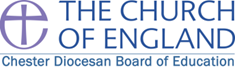 THE CHURCH
OF ENGLAND
Chester Diocesan Board of Education